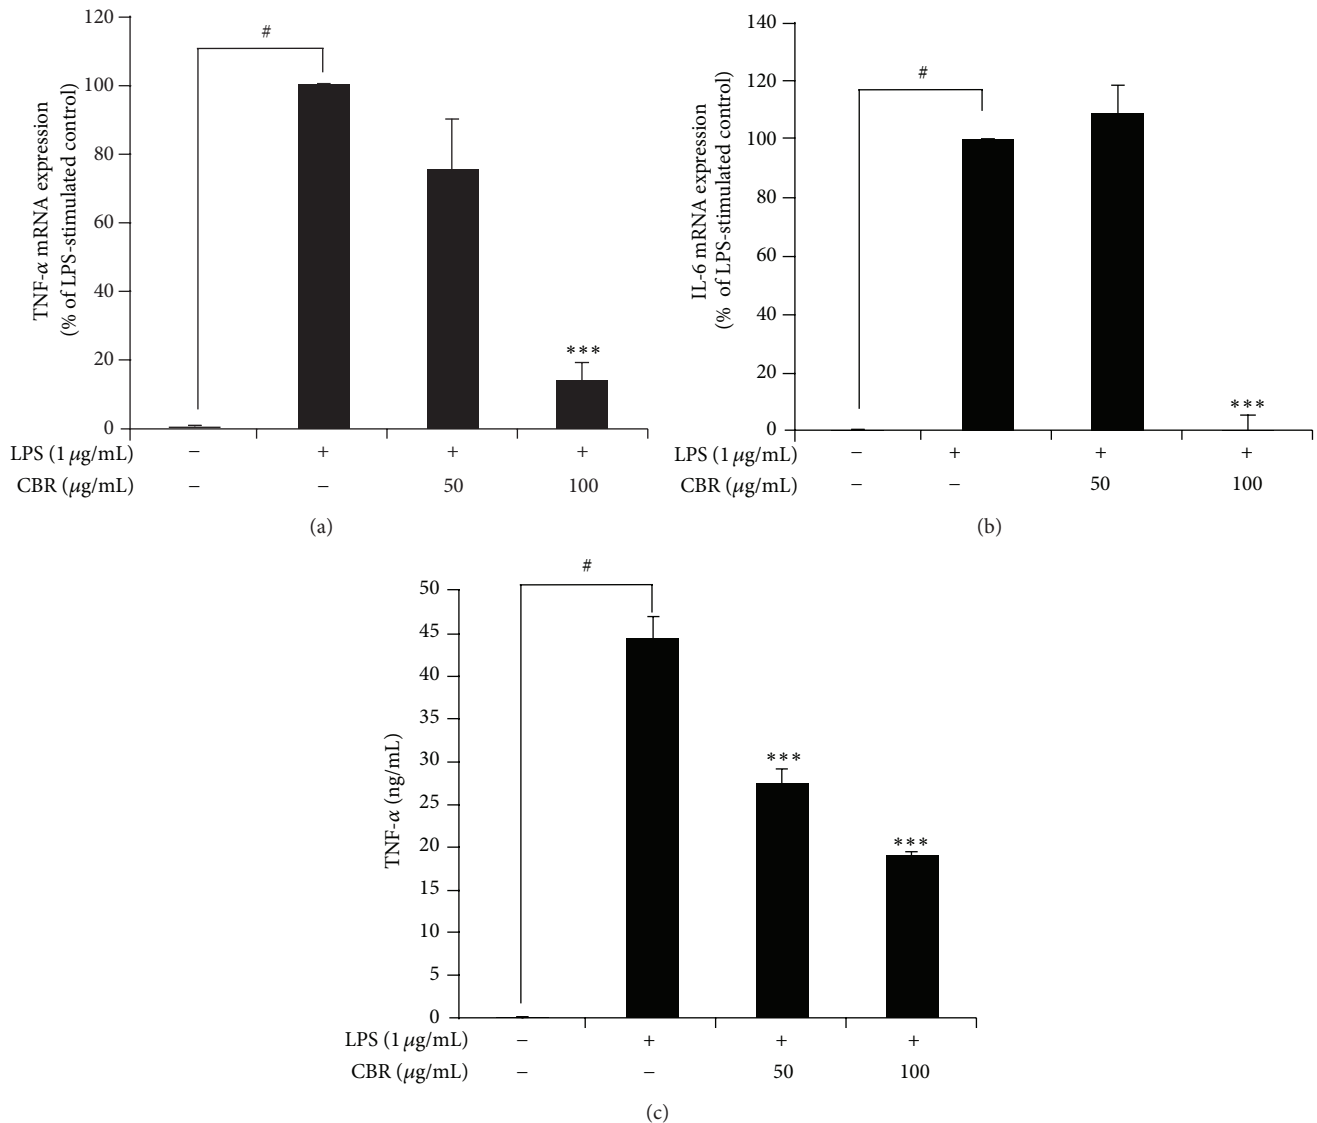 120
100
80
60
40
20
0
TNF-α mRNA expression
(% of LPS-stimulated control)
#
***
LPS (1 μg/mL) − + + +
CBR (μg/mL) − − 50 100
(a)
140
120
100
80
60
40
20
0
IL-6 mRNA expression
(% of LPS-stimulated control)
#
***
LPS (1 μg/mL) − + + +
CBR (μg/mL) − − 50 100
(b)
50
45
40
35
30
25
20
15
10
5
0
TNF-α (ng/mL)
#
***
***
LPS (1 μg/mL) − + + +
CBR (μg/mL) − − 50 100
(c)